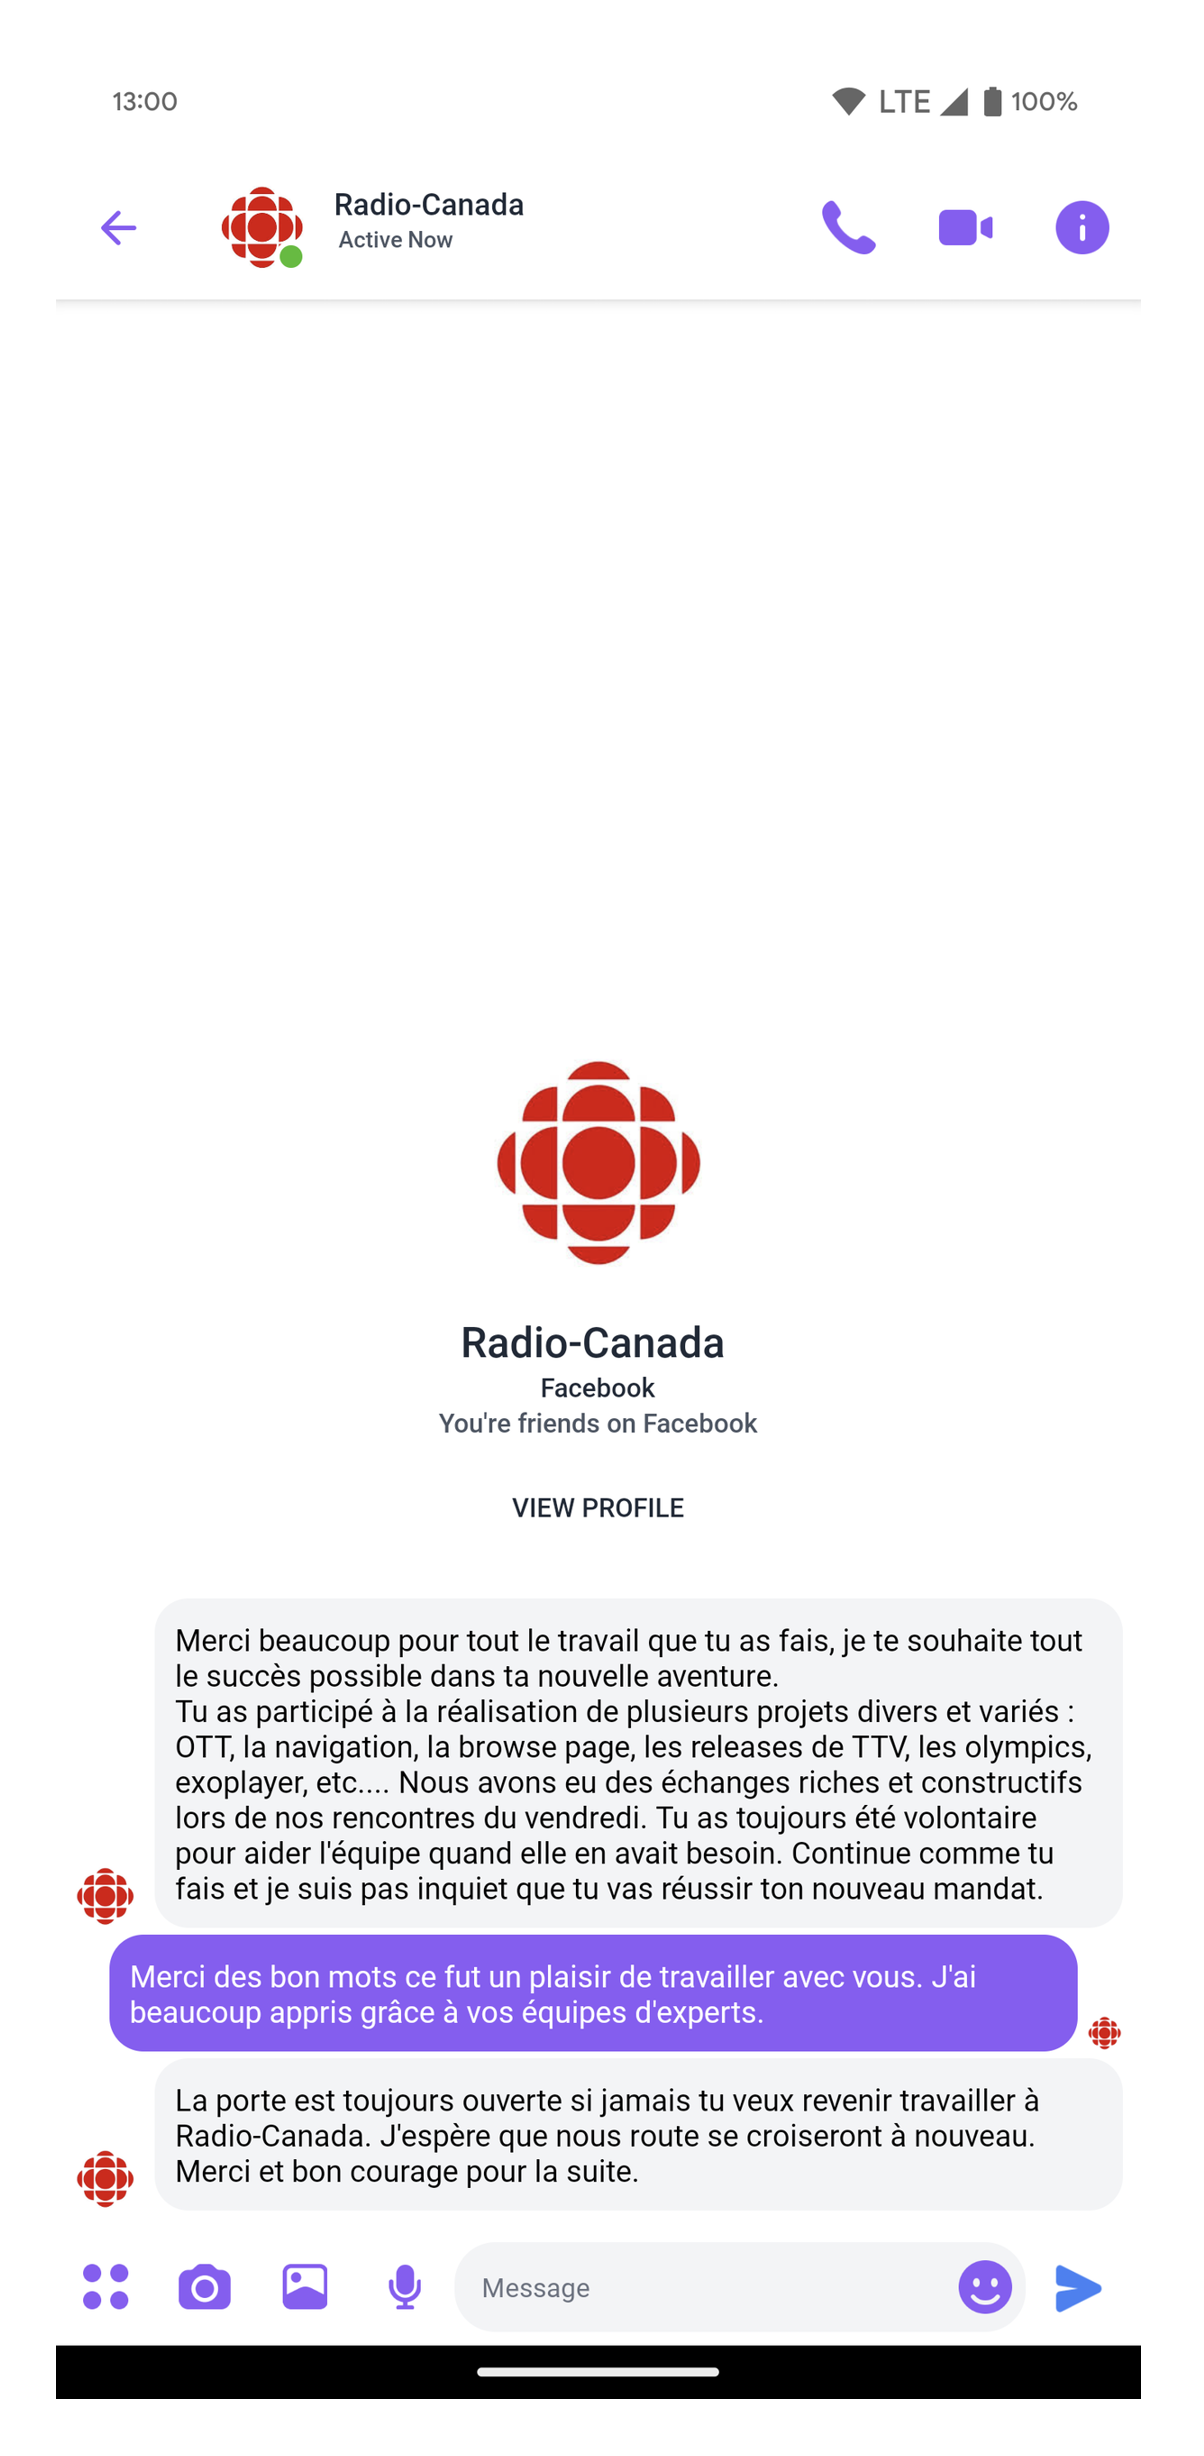 13:00
LTE 100%
Radio-Canada
Active Now
Radio-Canada
Facebook
You're friends on Facebook
VIEW PROFILE
Merci beaucoup pour tout le travail que tu as fais, je te souhaite tout
le succès possible dans ta nouvelle aventure.
Tu as participé à la réalisation de plusieurs projets divers et variés :
OTT, la navigation, la browse page, les releases de TTV, les olympics,
exoplayer, etc.... Nous avons eu des échanges riches et constructifs
lors de nos rencontres du vendredi. Tu as toujours été volontaire
pour aider l'équipe quand elle en avait besoin. Continue comme tu
fais et je suis pas inquiet que tu vas réussir ton nouveau mandat.
Merci des bon mots ce fut un plaisir de travailler avec vous. J'ai
beaucoup appris grâce à vos équipes d'experts.
La porte est toujours ouverte si jamais tu veux revenir travailler à
Radio-Canada. J'espère que nous route se croiseront à nouveau.
Merci et bon courage pour la suite.
Message